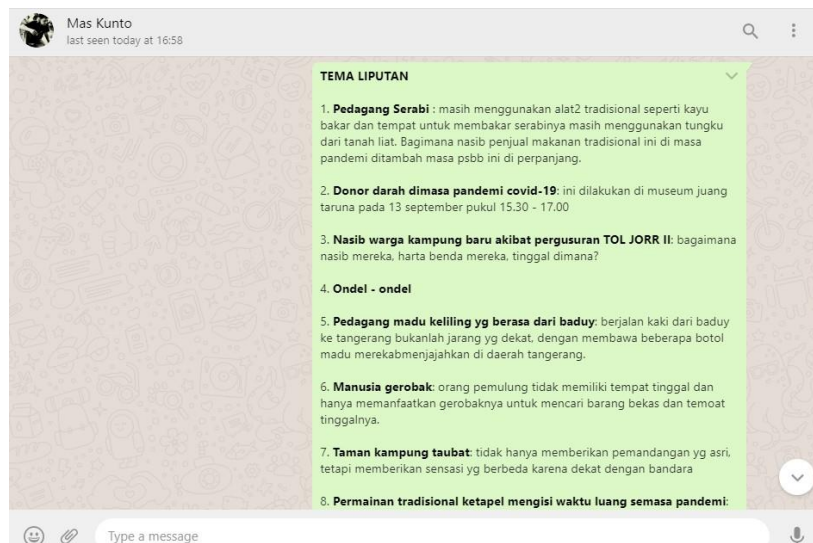 Mas Kunto
last seen today at 16:58
TEMA LIPUTAN
1. Pedagang Serabi : masih menggunakan alat2 tradisional seperti kayu
bakar dan tempat untuk membakar serabinya masih menggunakan tungku
dari tanah liat. Bagimana nasib penjual makanan tradisional ini di masa
pandemi ditambah masa psbb ini di perpanjang.
2. Donor darah dimasa pandemi covid-19: ini dilakukan di museum juang
taruna pada 13 september pukul 15.30 - 17.00
3. Nasib warga kampung baru akibat pergusuran TOL JORR II: bagaimana
nasib mereka, harta benda mereka, tinggal dimana?
4. Ondel - ondel
5. Pedagang madu keliling yg berasa dari baduy: berjalan kaki dari baduy
ke tangerang bukanlah jarang yg dekat, dengan membawa beberapa botol
madu merekabmenjajahkan di daerah tangerang.
6. Manusia gerobak: orang pemulung tidak memiliki tempat tinggal dan
hanya memanfaatkan gerobaknya untuk mencari barang bekas dan temoat
tinggalnya.
7. Taman kampung taubat: tidak hanya memberikan pemandangan yg asri,
tetapi memberikan sensasi yg berbeda karena dekat dengan bandara
8. Permainan tradisional ketapel mengisi waktu luang semasa pandemi:
Type a message